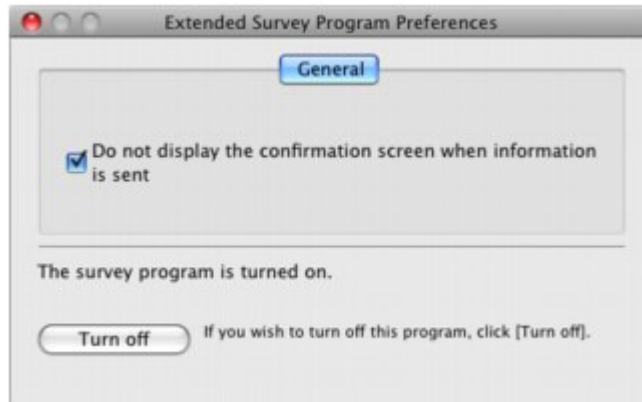 Extended Survey Program Preferences
General
Do not display the confirmation screen when information
is sent
The survey program is turned on.
Turn off
If you wish to turn off this program, click [Turn off].